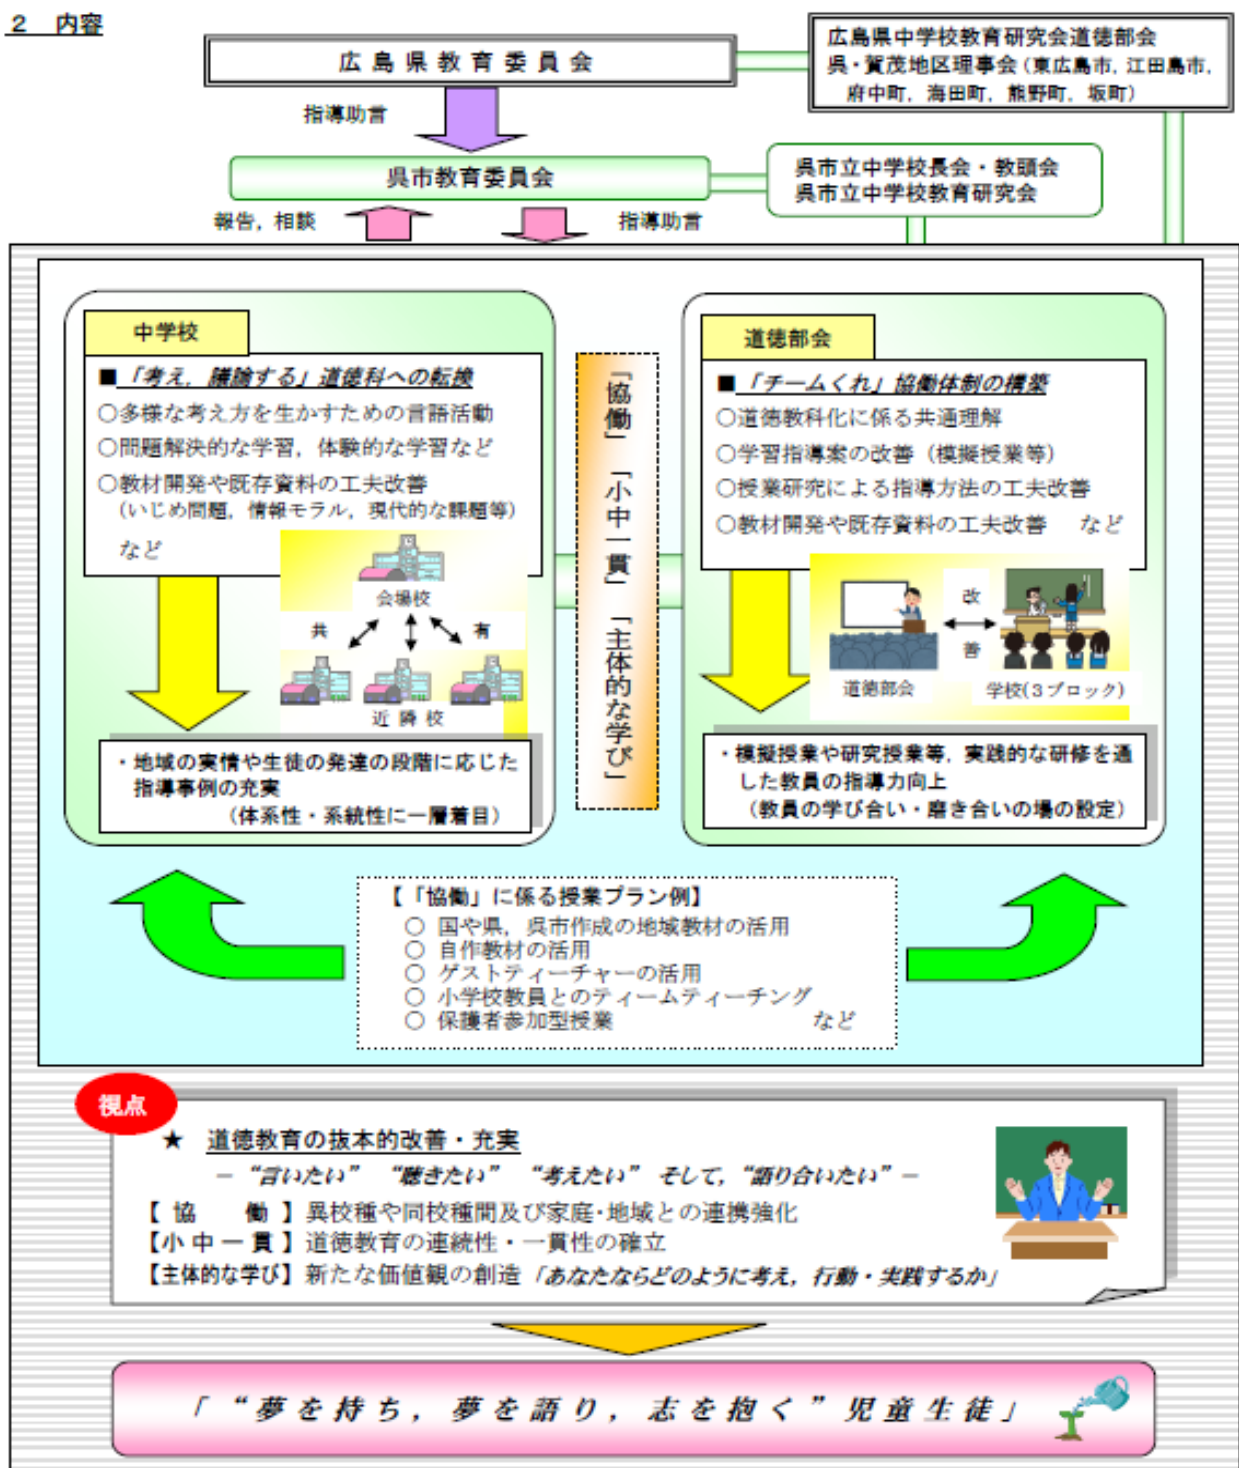 2　内容
広島県教育委員会
広島県中学校教育研究会道徳部会
呉・賀茂地区理事会（東広島市，江田島市，
府中町，海田町，熊野町，坂町）
指導助言
呉市教育委員会
呉市立中学校長会・教頭会
呉市立中学校教育研究会
報告，相談
指導助言
中学校
■「考え，議論する」道徳科への転換
○多様な考え方を生かすための言語活動
○問題解決的な学習，体験的な学習など
○教材開発や既存資料の工夫改善
（いじめ問題，情報モラル，現代的な課題等）
など
会場校
共　有
近隣校
・地域の実情や生徒の発達の段階に応じた
指導事例の充実
（体系性・系統性に一層着目）
「協働」「小中一貫」「主体的な学び」
道徳部会
■「チームくれ」協働体制の構築
○道徳教科化に係る共通理解
○学習指導案の改善（模擬授業等）
○授業研究による指導方法の工夫改善
○教材開発や既存資料の工夫改善　など
改
善
道徳部会
学校(３ブロック)
・模擬授業や研究授業等，実践的な研修を通
した教員の指導力向上
（教員の学び合い・磨き合いの場の設定）
【「協働」に係る授業プラン例】
○ 国や県，呉市作成の地域教材の活用
○ 自作教材の活用
○ ゲストティーチャーの活用
○ 小学校教員とのティームティーチング
○ 保護者参加型授業　など
視点
★　道徳教育の抜本的改善・充実
－“言いたい”　“聴きたい”　“考えたい”　そして，“語り合いたい”－
【協　働】異校種や同校種間及び家庭・地域との連携強化
【小中一貫】道徳教育の連続性・一貫性の確立
【主体的な学び】新たな価値観の創造「あなたならどのように考え，行動・実践するか」
「“夢を持ち，夢を語り，志を抱く”児童生徒」